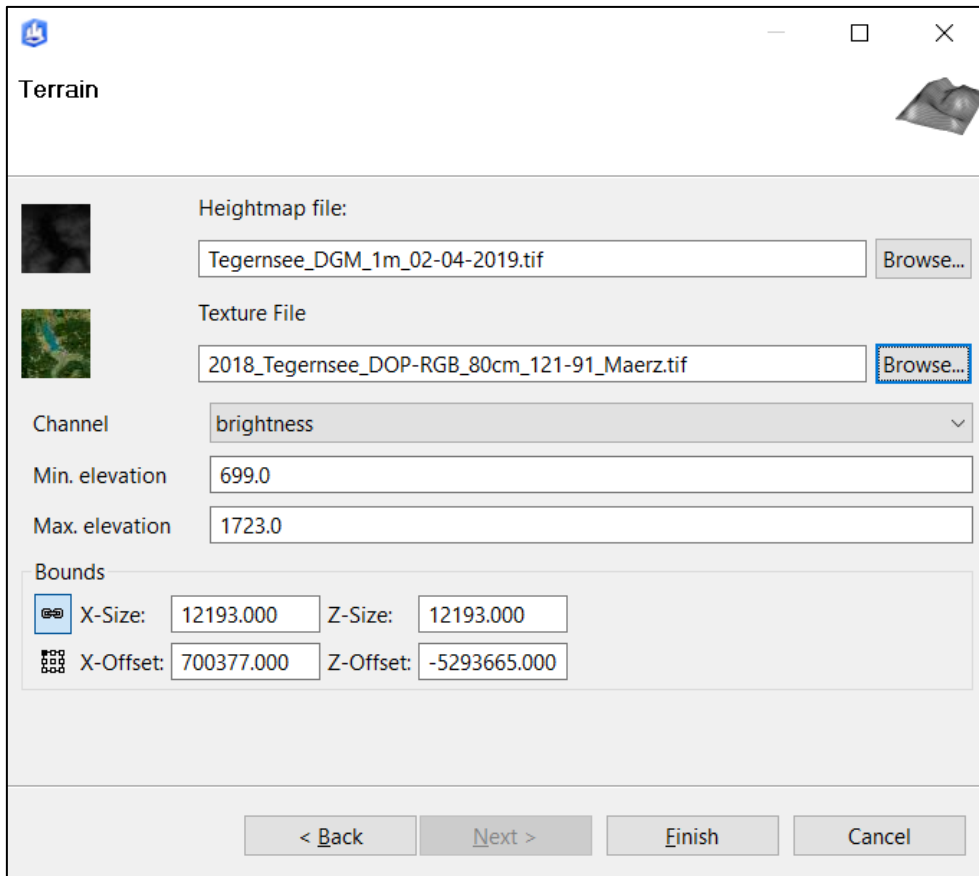 Terrain
Heightmap file:
Tegernsee_DGM_1m_02-04-2019.tif Browse...
Texture File
2018_Tegernsee_DOP-RGB_80cm_121-91_Maerz.tif Browse...
Channel brightness
Min. elevation 699.0
Max. elevation 1723.0
Bounds
X-Size: 12193.000 Z-Size: 12193.000
X-Offset: 700377.000 Z-Offset: -5293665.000
< Back Next > Finish Cancel